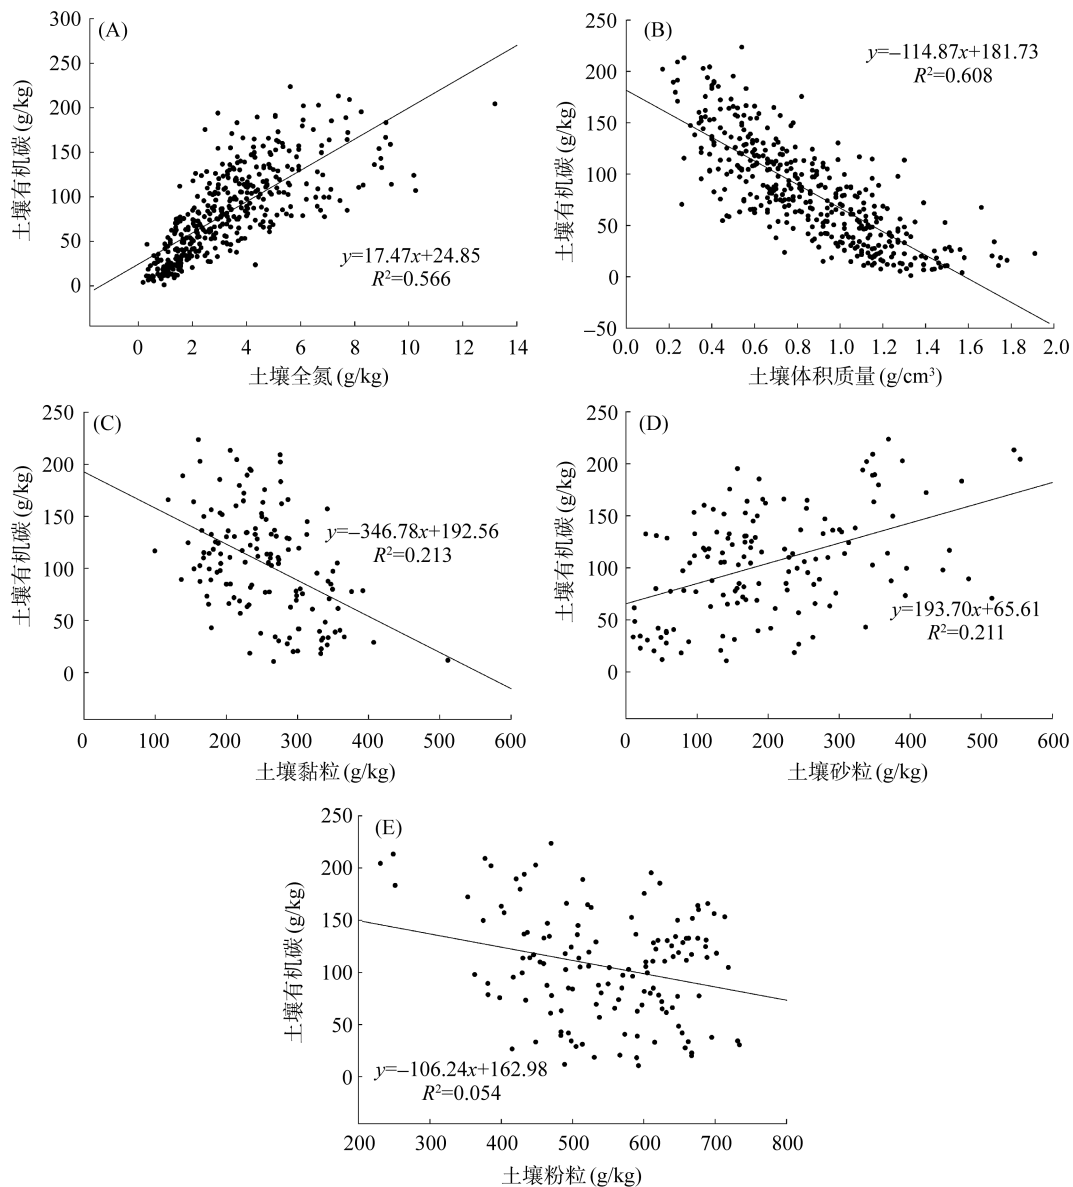 (A)
300
250
200
150
100
50
0
土壤有机碳 (g/kg)
y=17.47x+24.85
R²=0.566
0 2 4 6 8 10 12 14
土壤全氮 (g/kg)
(B)
250
200
150
100
50
0
–50
土壤有机碳 (g/kg)
y=–114.87x+181.73
R²=0.608
0.0 0.2 0.4 0.6 0.8 1.0 1.2 1.4 1.6 1.8 2.0
土壤体积质量 (g/cm³)
(C)
250
200
150
100
50
0
土壤有机碳 (g/kg)
y=–346.78x+192.56
R²=0.213
0 100 200 300 400 500 600
土壤黏粒 (g/kg)
(D)
250
200
150
100
50
0
土壤有机碳 (g/kg)
y=193.70x+65.61
R²=0.211
0 100 200 300 400 500 600
土壤砂粒 (g/kg)
(E)
250
200
150
100
50
0
土壤有机碳 (g/kg)
y=–106.24x+162.98
R²=0.054
200 300 400 500 600 700 800
土壤粉粒 (g/kg)